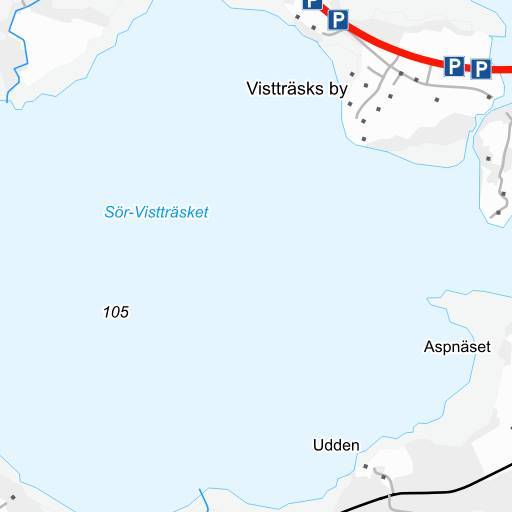 P
P
P P
Vistträsks by
Sör-Vistträsket
105
Aspnäset
Udden